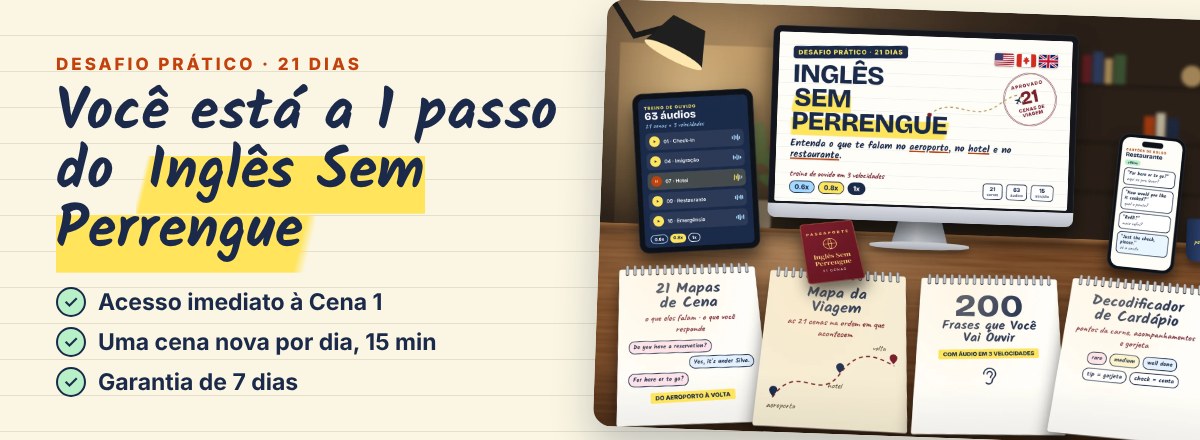 DESAFIO PRÁTICO · 21 DIAS
Você está a 1 passo
do Inglês Sem
Perrengue
Acesso imediato à Cena 1
Uma cena nova por dia, 15 min
Garantia de 7 dias
TREINO DE OUVIDO
63 áudios
21 cenas × 3 velocidades
01 · Check-in
04 · Imigração
07 · Hotel
09 · Restaurante
15 · Emergência
0.6x 0.8x 1x
DESAFIO PRÁTICO · 21 DIAS
INGLÊS
SEM
PERRENGUE
APROVADO
21
CENAS DE
VIAGEM
Entenda o que te falam no aeroporto, no hotel e no
restaurante.
treino de ouvido em 3 velocidades
0.6x 0.8x 1x
21
cenas
63
áudios
15
Restaurante
"For here or to go?"
"How would you like
it cooked?"
"Refill?"
"Just the check,
please."
PASSAPORTE
Inglês Sem
Perrengue
21 CENAS
21 Mapas
de Cena
o que eles falam · o que você
responde
Do you have a reservation?
Yes, it's under Silva.
For here or to go?
DO AEROPORTO À VOLTA
Mapa da
Viagem
as 21 cenas na ordem em que
acontecem
volta
hotel
aeroporto
200
Frases que Você
Vai Ouvir
COM ÁUDIO EM 3 VELOCIDADES
Decodificador
de Cardápio
pontos da carne, acompanhamentos
e gorjeta
rare medium well done
tip = gorjeta check = conta